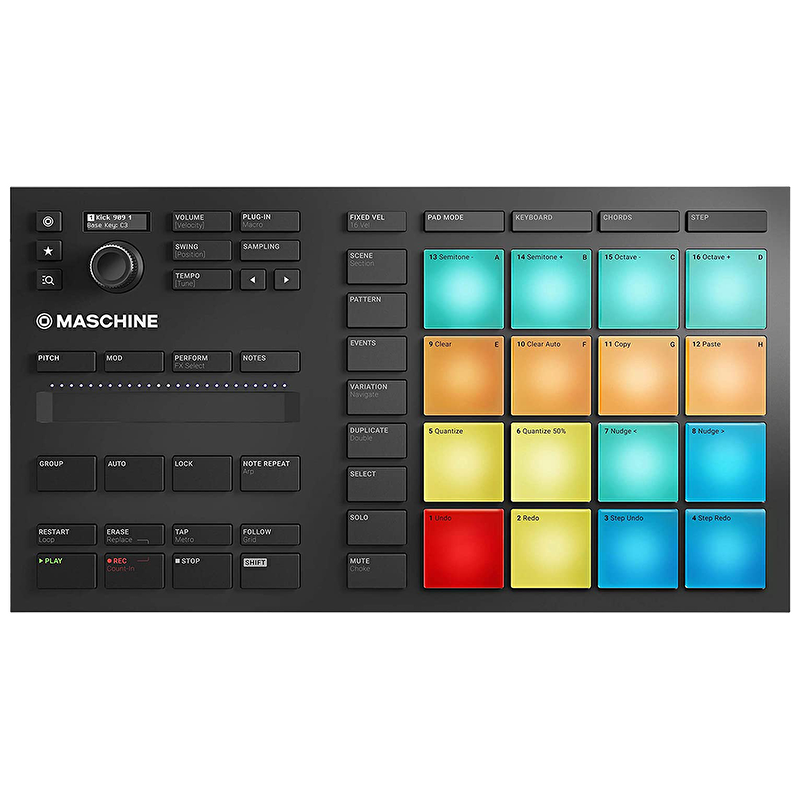 1 Kick 909 1
Base Key: C3
VOLUME
[Velocity]
PLUG-IN
Macro
SWING
[Position]
SAMPLING
TEMPO
[Tune]
MASCHINE
PITCH
MOD
PERFORM
FX Select
NOTES
GROUP
AUTO
LOCK
NOTE REPEAT
Arp
RESTART
Loop
ERASE
Replace
TAP
Metro
FOLLOW
Grid
PLAY
REC
Count-In
STOP
SHIFT
FIXED VEL
16 Vel
SCENE
Section
PATTERN
EVENTS
VARIATION
Navigate
DUPLICATE
Double
SELECT
SOLO
MUTE
Choke
PAD MODE
KEYBOARD
CHORDS
STEP
13 Semitone - A
14 Semitone + B
15 Octave - C
16 Octave + D
9 Clear E
10 Clear Auto F
11 Copy G
12 Paste H
5 Quantize
6 Quantize 50%
7 Nudge <
8 Nudge >
1 Undo
2 Redo
3 Step Undo
4 Step Redo